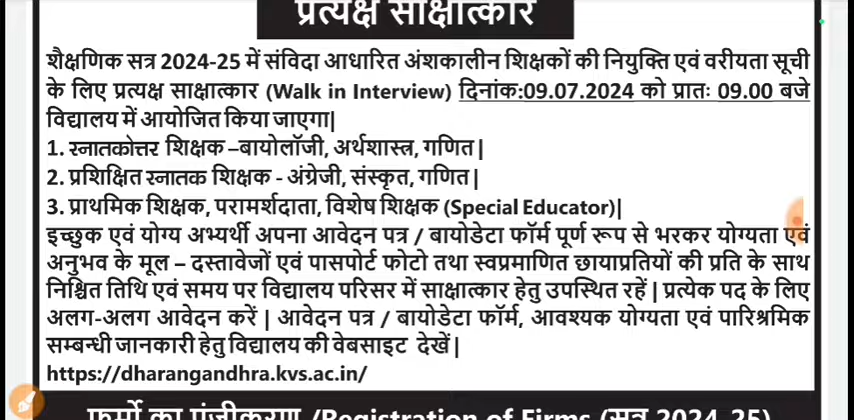 प्रत्यक्ष साक्षात्कार
शैक्षणिक सत्र 2024-25 में संविदा आधारित अंशकालीन शिक्षकों की नियुक्ति एवं वरीयता सूची
के लिए प्रत्यक्ष साक्षात्कार (Walk in Interview) दिनांक:09.07.2024 को प्रातः 09.00 बजे
विद्यालय में आयोजित किया जाएगा|
1. स्नातकोत्तर शिक्षक –बायोलॉजी, अर्थशास्त्र, गणित|
2. प्रशिक्षित स्नातक शिक्षक - अंग्रेजी, संस्कृत, गणित|
3. प्राथमिक शिक्षक, परामर्शदाता, विशेष शिक्षक (Special Educator)|
इच्छुक एवं योग्य अभ्यर्थी अपना आवेदन पत्र / बायोडेटा फॉर्म पूर्ण रूप से भरकर योग्यता एवं
अनुभव के मूल – दस्तावेजों एवं पासपोर्ट फोटो तथा स्वप्रमाणित छायाप्रतियों की प्रति के साथ
निश्चित तिथि एवं समय पर विद्यालय परिसर में साक्षात्कार हेतु उपस्थित रहें | प्रत्येक पद के लिए
अलग-अलग आवेदन करें | आवेदन पत्र / बायोडेटा फॉर्म, आवश्यक योग्यता एवं पारिश्रमिक
सम्बन्धी जानकारी हेतु विद्यालय की वेबसाइट देखें|
https://dharangandhra.kvs.ac.in/
फर्मो का पंजीकरण /Registration of Firms (सत्र 2024-25)